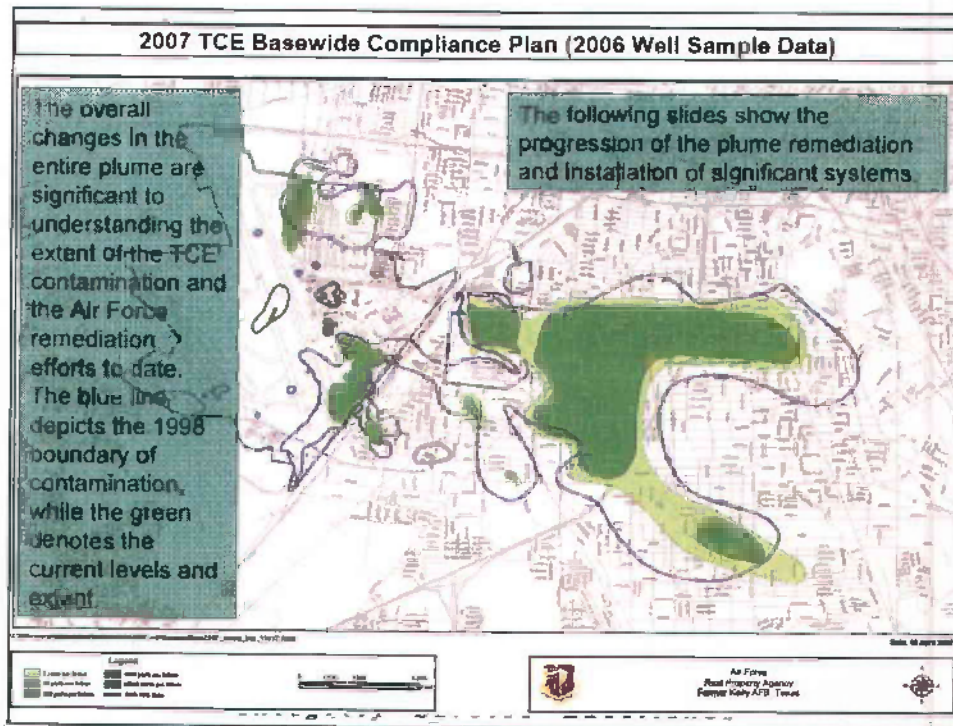 2007 TCE Basewide Compliance Plan (2006 Well Sample Data)
The overall
changes in the
entire plume are
significant to
understanding the
extent of the TCE
contamination and
the Air Force
remediation
efforts to date.
The blue line
depicts the 1998
boundary of
contamination,
while the green
denotes the
current levels and
extent.
The following slides show the
progression of the plume remediation
and installation of significant systems.
Legend
Air Force
Real Property Agency
Former Kelly AFB, Texas